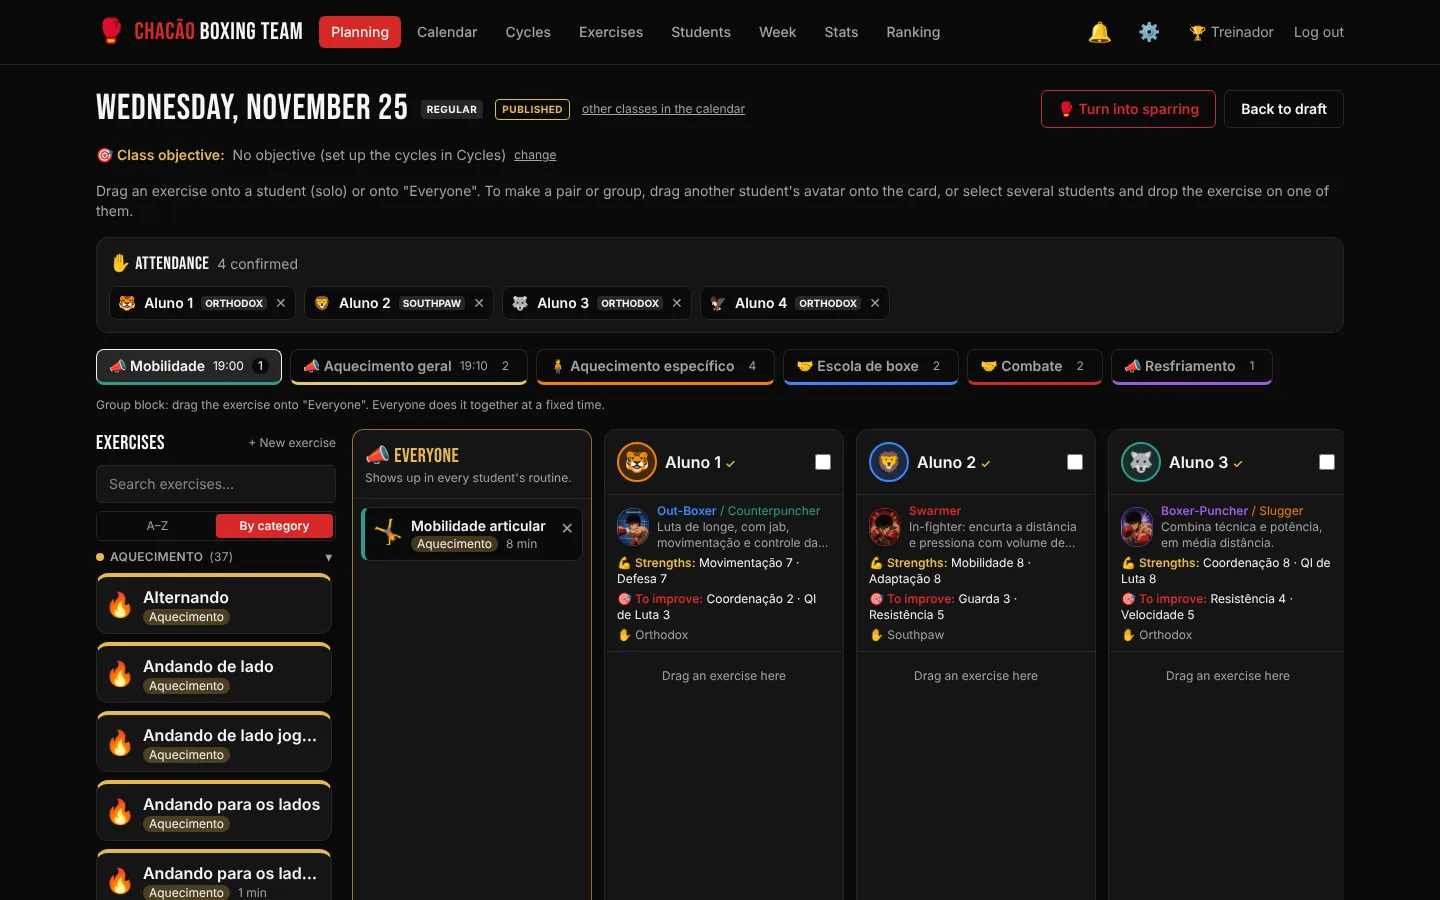 CHACÃO BOXING TEAM
Planning
Calendar
Cycles
Exercises
Students
Week
Stats
Ranking
Treinador
Log out
WEDNESDAY, NOVEMBER 25
REGULAR
PUBLISHED
other classes in the calendar
Turn into sparring
Back to draft
Class objective: No objective (set up the cycles in Cycles) change
Drag an exercise onto a student (solo) or onto "Everyone". To make a pair or group, drag another student's avatar onto the card, or select several students and drop the exercise on one of
them.
ATTENDANCE 4 confirmed
Aluno 1 ORTHODOX ✕
Aluno 2 SOUTHPAW ✕
Aluno 3 ORTHODOX ✕
Aluno 4 ORTHODOX ✕
Mobilidade 19:00 1
Aquecimento geral 19:10 2
Aquecimento específico 4
Escola de boxe 2
Combate 2
Resfriamento 1
Group block: drag the exercise onto "Everyone". Everyone does it together at a fixed time.
EXERCISES
+ New exercise
Search exercises...
A–Z
By category
AQUECIMENTO (37)
Alternando
Aquecimento
Andando de lado
Aquecimento
Andando de lado jog...
Aquecimento
Andando para os lados
Aquecimento
Andando para os lad...
Aquecimento 1 min
EVERYONE
Shows up in every student's routine.
Mobilidade articular
Aquecimento 8 min
Aluno 1 ✓
Out-Boxer / Counterpuncher
Luta de longe, com jab,
movimentação e controle da...
Strengths: Movimentação 7 ·
Defesa 7
To improve: Coordenação 2 · QI
de Luta 3
Orthodox
Drag an exercise here
Aluno 2 ✓
Swarmer
In-fighter: encurta a distância
e pressiona com volume de...
Strengths: Mobilidade 8 ·
Adaptação 8
To improve: Guarda 3 ·
Resistência 5
Southpaw
Drag an exercise here
Aluno 3 ✓
Boxer-Puncher / Slugger
Combina técnica e potência,
em média distância.
Strengths: Coordenação 8 · QI de
Luta 8
To improve: Resistência 4 ·
Velocidade 5
Orthodox
Drag an exercise here